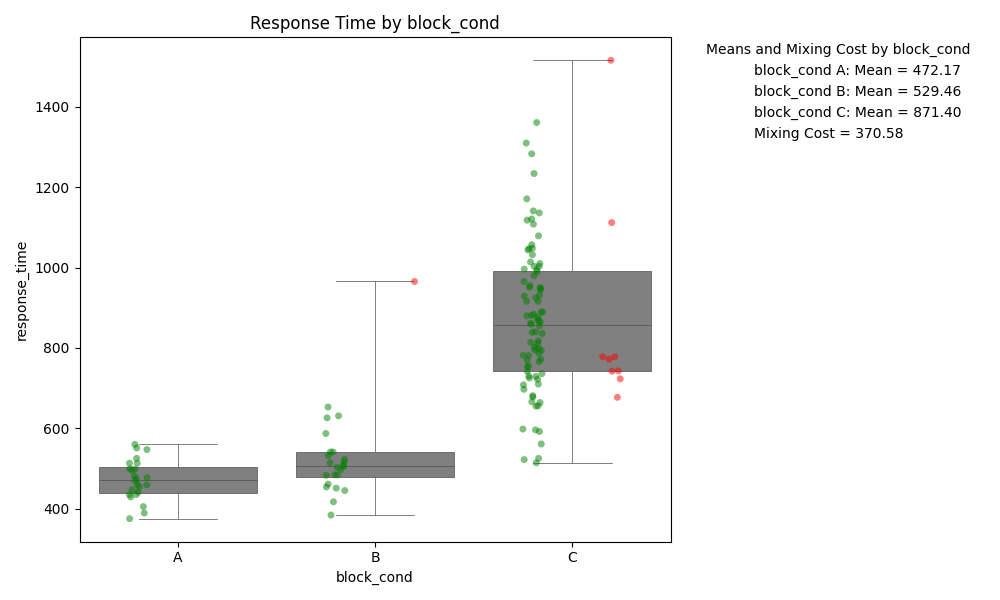 Response Time by block_cond
Means and Mixing Cost by block_cond
block_cond A: Mean = 472.17
block_cond B: Mean = 529.46
block_cond C: Mean = 871.40
Mixing Cost = 370.58
response_time
1400
1200
1000
800
600
400
A
B
C
block_cond